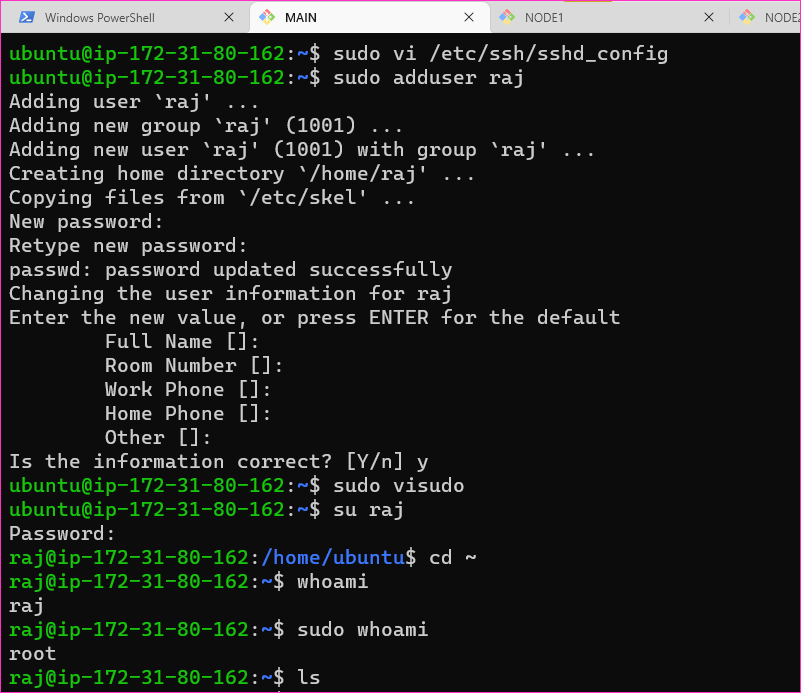 Windows PowerShell
MAIN
NODE1
NODE2
ubuntu@ip-172-31-80-162:~$ sudo vi /etc/ssh/sshd_config
ubuntu@ip-172-31-80-162:~$ sudo adduser raj
Adding user `raj' ...
Adding new group `raj' (1001) ...
Adding new user `raj' (1001) with group `raj' ...
Creating home directory `/home/raj' ...
Copying files from `/etc/skel' ...
New password:
Retype new password:
passwd: password updated successfully
Changing the user information for raj
Enter the new value, or press ENTER for the default
        Full Name []:
        Room Number []:
        Work Phone []:
        Home Phone []:
        Other []:
Is the information correct? [Y/n] y
ubuntu@ip-172-31-80-162:~$ sudo visudo
ubuntu@ip-172-31-80-162:~$ su raj
Password:
raj@ip-172-31-80-162:/home/ubuntu$ cd ~
raj@ip-172-31-80-162:~$ whoami
raj
raj@ip-172-31-80-162:~$ sudo whoami
root
raj@ip-172-31-80-162:~$ ls